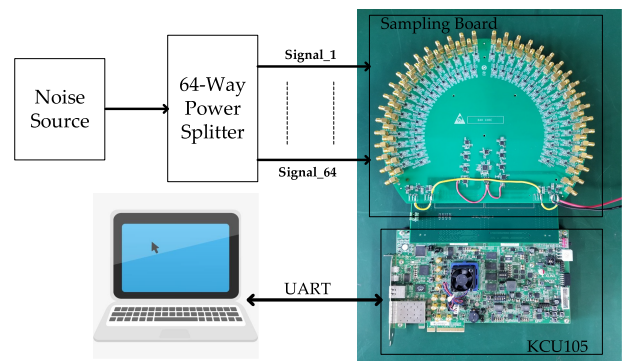 Sampling Board
Signal_1
Noise
Source
64-Way
Power
Splitter
Signal_64
UART
KCU105